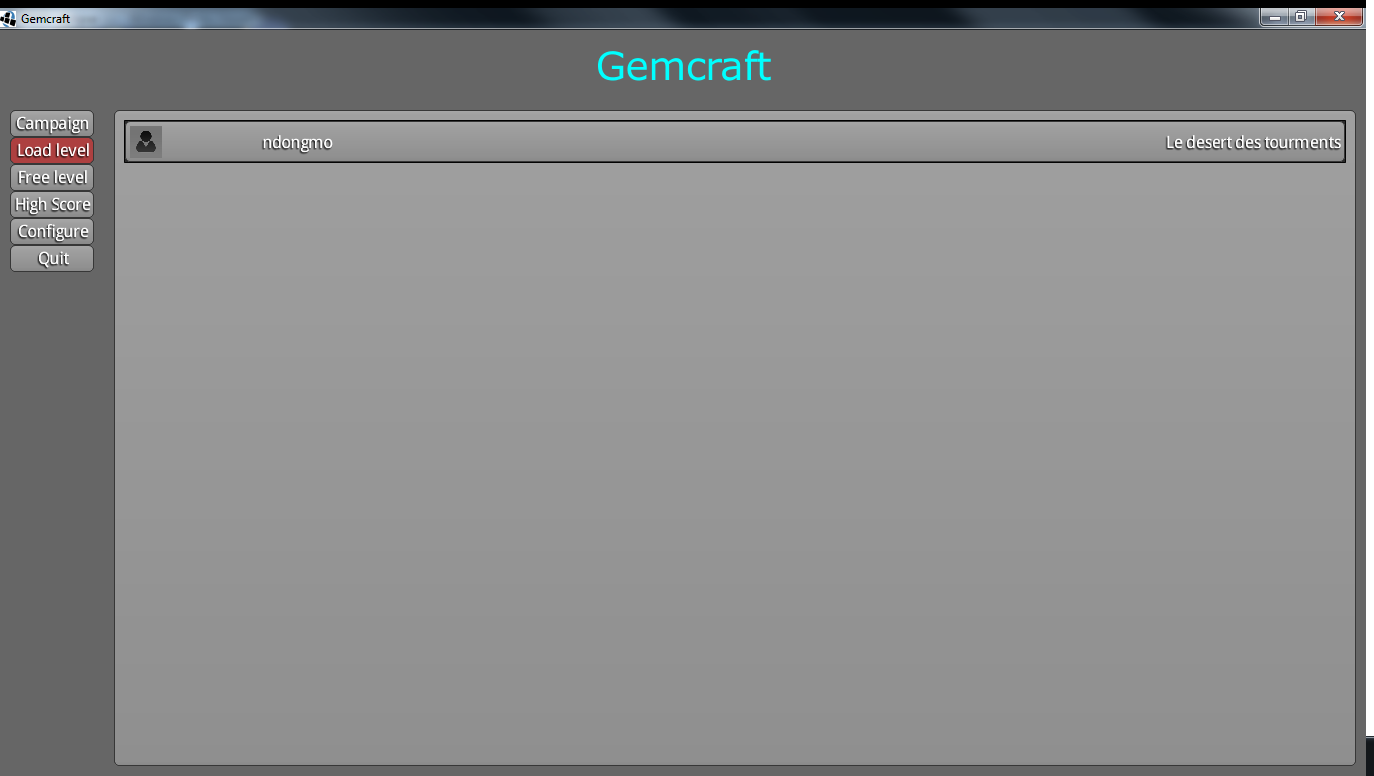 Gemcraft
Gemcraft
Campaign
Load level
Free level
High Score
Configure
Quit
ndongmo
Le desert des tourments